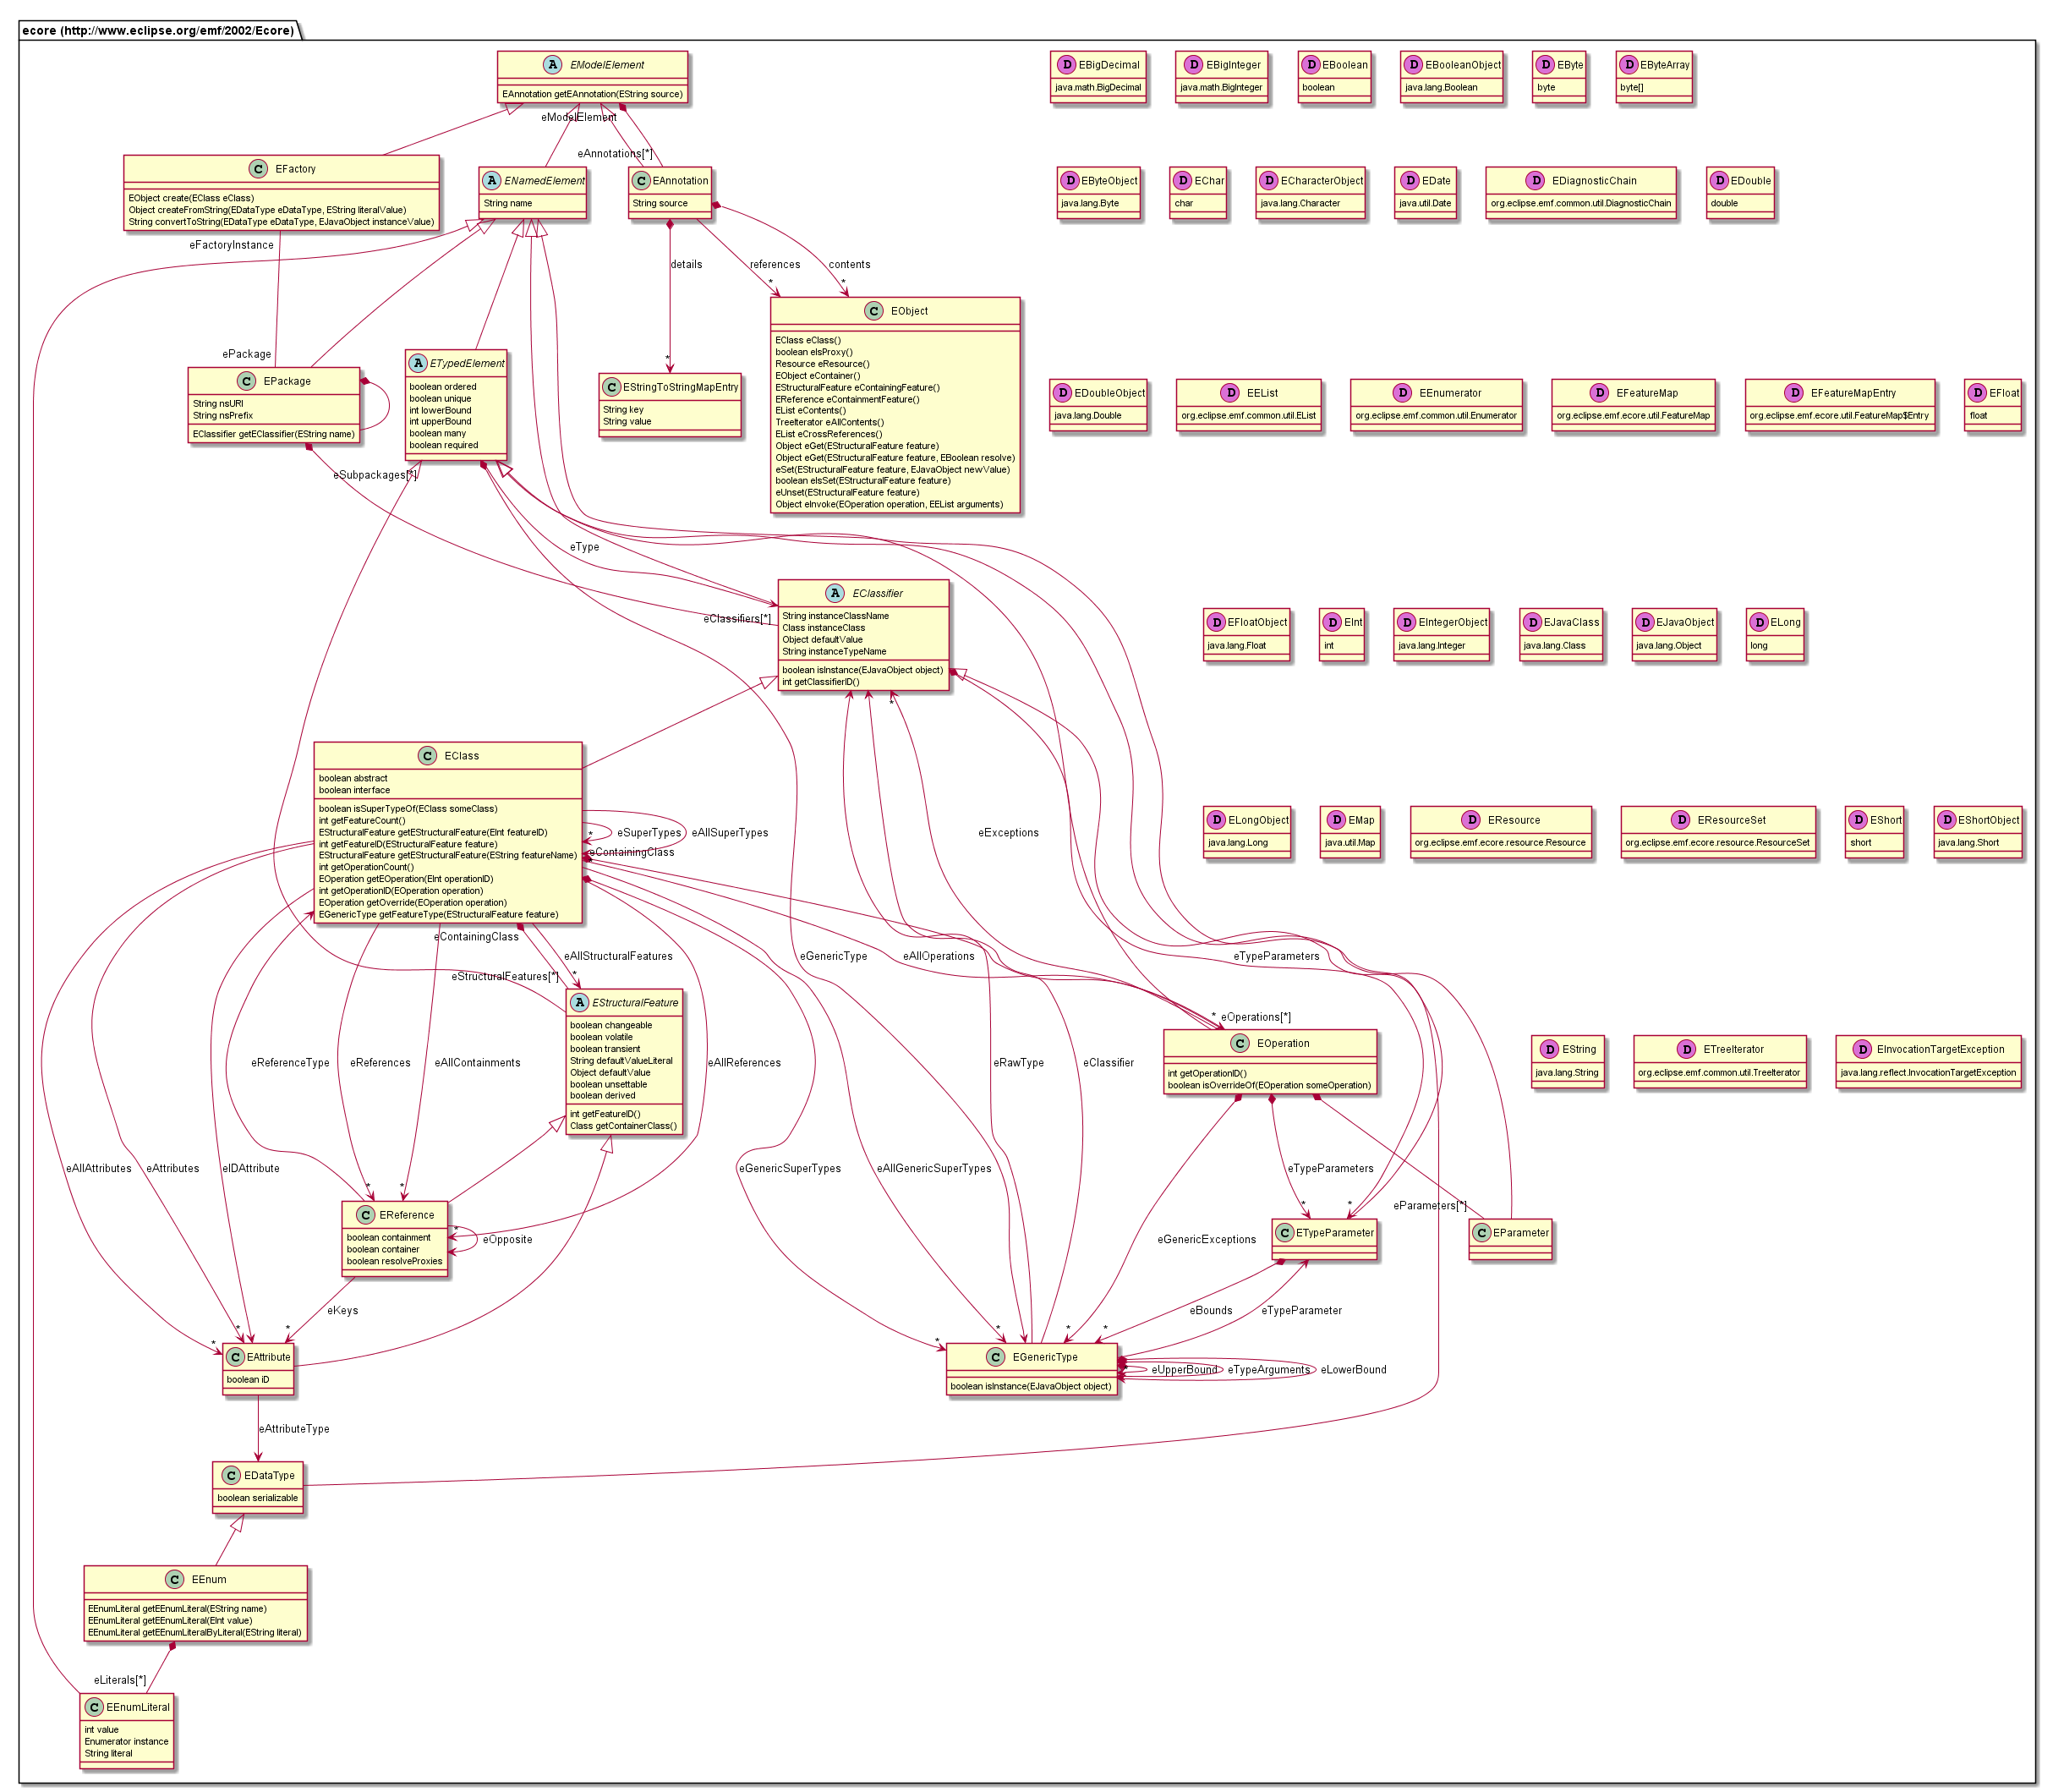 ecore (http://www.eclipse.org/emf/2002/Ecore)
A EModelElement
EAnnotation getEAnnotation(EString source)
D EBigDecimal
java.math.BigDecimal
D EBigInteger
java.math.BigInteger
D EBoolean
boolean
D EBooleanObject
java.lang.Boolean
D EByte
byte
D EByteArray
byte[]
eModelElement
eAnnotations[*]
C EFactory
EObject create(EClass eClass)
Object createFromString(EDataType eDataType, EString literalValue)
String convertToString(EDataType eDataType, EJavaObject instanceValue)
A ENamedElement
String name
C EAnnotation
String source
D EByteObject
java.lang.Byte
D EChar
char
D ECharacterObject
java.lang.Character
D EDate
java.util.Date
D EDiagnosticChain
org.eclipse.emf.common.util.DiagnosticChain
D EDouble
double
eFactoryInstance
details
references
contents
*
*
*
ePackage
C EPackage
String nsURI
String nsPrefix
EClassifier getEClassifier(EString name)
A ETypedElement
boolean ordered
boolean unique
int lowerBound
int upperBound
boolean many
boolean required
C EStringToStringMapEntry
String key
String value
C EObject
EClass eClass()
boolean eIsProxy()
Resource eResource()
EObject eContainer()
EStructuralFeature eContainingFeature()
EReference eContainmentFeature()
EList eContents()
TreeIterator eAllContents()
EList eCrossReferences()
Object eGet(EStructuralFeature feature)
Object eGet(EStructuralFeature feature, EBoolean resolve)
eSet(EStructuralFeature feature, EJavaObject newValue)
boolean eIsSet(EStructuralFeature feature)
eUnset(EStructuralFeature feature)
Object eInvoke(EOperation operation, EEList arguments)
D EDoubleObject
java.lang.Double
D EEList
org.eclipse.emf.common.util.EList
D EEnumerator
org.eclipse.emf.common.util.Enumerator
D EFeatureMap
org.eclipse.emf.ecore.util.FeatureMap
D EFeatureMapEntry
org.eclipse.emf.ecore.util.FeatureMap$Entry
D EFloat
float
eSubpackages[*]
eType
eClassifiers[*]
A EClassifier
String instanceClassName
Class instanceClass
Object defaultValue
String instanceTypeName
boolean isInstance(EJavaObject object)
int getClassifierID()
D EFloatObject
java.lang.Float
D EInt
int
D EIntegerObject
java.lang.Integer
D EJavaClass
java.lang.Class
D EJavaObject
java.lang.Object
D ELong
long
*
C EClass
boolean abstract
boolean interface
boolean isSuperTypeOf(EClass someClass)
int getFeatureCount()
EStructuralFeature getEStructuralFeature(EInt featureID)
int getFeatureID(EStructuralFeature feature)
EStructuralFeature getEStructuralFeature(EString featureName)
int getOperationCount()
EOperation getEOperation(EInt operationID)
int getOperationID(EOperation operation)
EOperation getOverride(EOperation operation)
EGenericType getFeatureType(EStructuralFeature feature)
*
eSuperTypes
eAllSuperTypes
eContainingClass
eExceptions
D ELongObject
java.lang.Long
D EMap
java.util.Map
D EResource
org.eclipse.emf.ecore.resource.Resource
D EResourceSet
org.eclipse.emf.ecore.resource.ResourceSet
D EShort
short
D EShortObject
java.lang.Short
eContainingClass
eStructuralFeatures[*]
eAllStructuralFeatures
*
eGenericType
eAllOperations
eTypeParameters
* eOperations[*]
A EStructuralFeature
boolean changeable
boolean volatile
boolean transient
String defaultValueLiteral
Object defaultValue
boolean unsettable
boolean derived
int getFeatureID()
Class getContainerClass()
eReferenceType
eReferences
eAllContainments
eAllReferences
eRawType
eClassifier
C EOperation
int getOperationID()
boolean isOverrideOf(EOperation someOperation)
D EString
java.lang.String
D ETreeIterator
org.eclipse.emf.common.util.TreeIterator
D EInvocationTargetException
java.lang.reflect.InvocationTargetException
eAllAttributes
eAttributes
eIDAttribute
eGenericSuperTypes
eAllGenericSuperTypes
eTypeParameters
eParameters[*]
*
*
*
*
C EReference
boolean containment
boolean container
boolean resolveProxies
*
eOpposite
eGenericExceptions
C ETypeParameter
C EParameter
eKeys
eBounds
eTypeParameter
*
*
*
*
*
*
*
C EAttribute
boolean iD
C EGenericType
boolean isInstance(EJavaObject object)
eUpperBound
eTypeArguments
eLowerBound
eAttributeType
C EDataType
boolean serializable
C EEnum
EEnumLiteral getEEnumLiteral(EString name)
EEnumLiteral getEEnumLiteral(EInt value)
EEnumLiteral getEEnumLiteralByLiteral(EString literal)
eLiterals[*]
C EEnumLiteral
int value
Enumerator instance
String literal